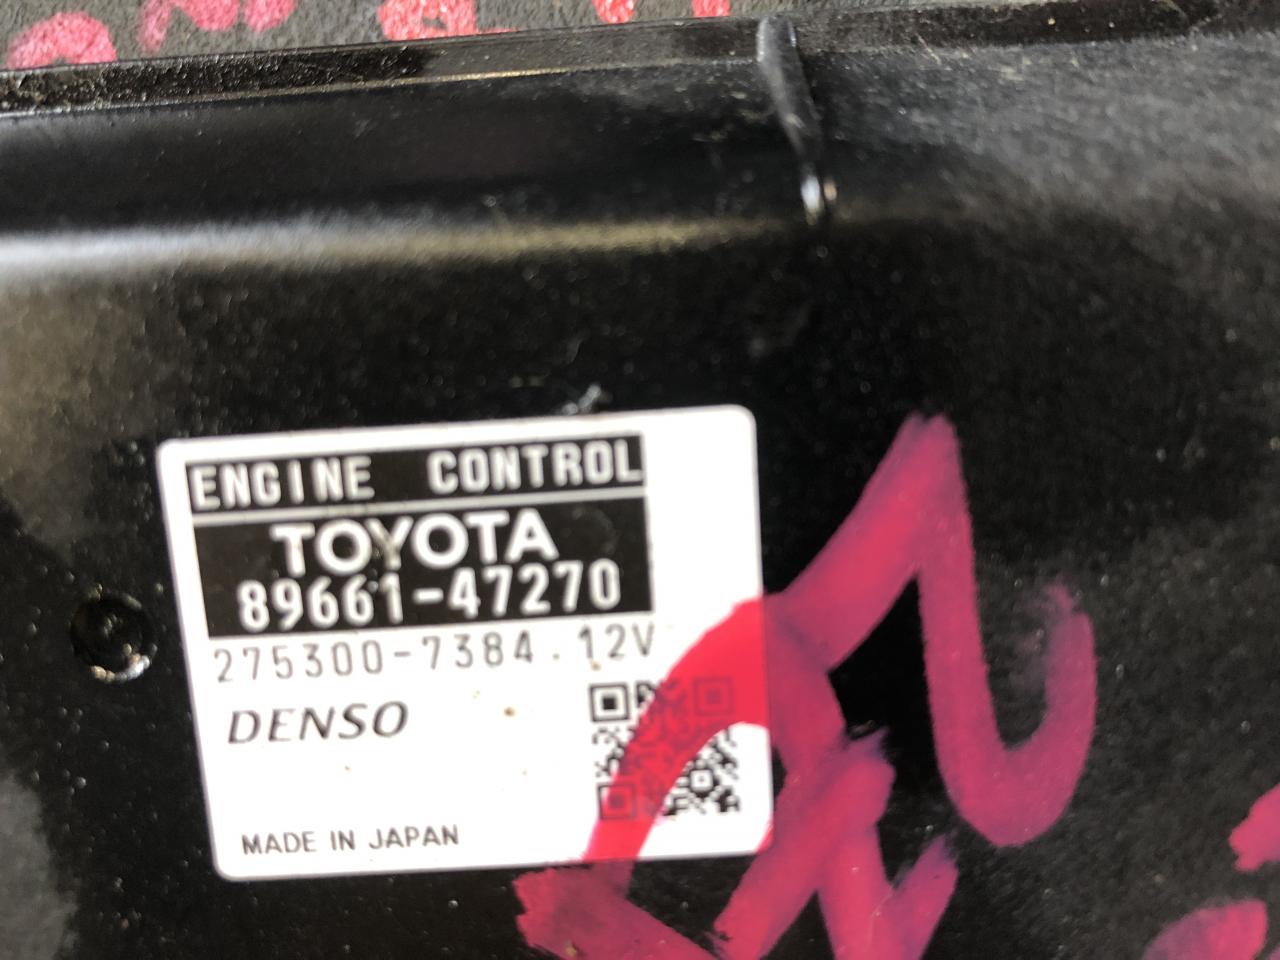 ENGINE CONTROL
TOYOTA
89661-47270
275300-7384. 12V
DENSO
MADE IN JAPAN